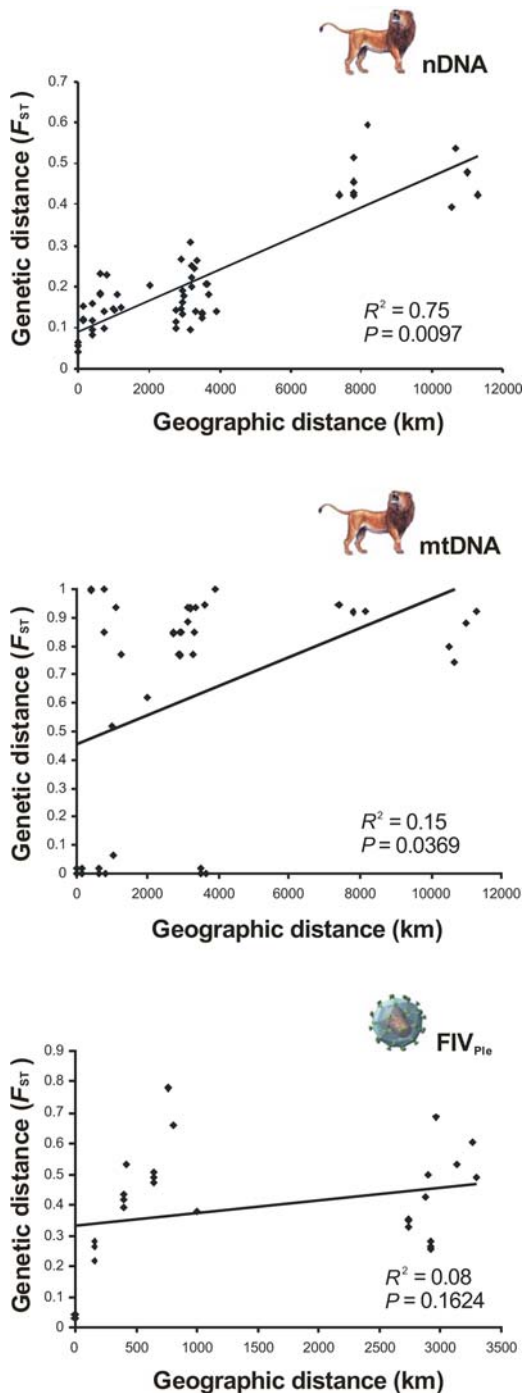 nDNA
Genetic distance (FST)
0.7
0.6
0.5
0.4
0.3
0.2
0.1
0
R2 = 0.75
P = 0.0097
0 2000 4000 6000 8000 10000 12000
Geographic distance (km)
mtDNA
Genetic distance (FST)
1
0.9
0.8
0.7
0.6
0.5
0.4
0.3
0.2
0.1
0
R2 = 0.15
P = 0.0369
0 2000 4000 6000 8000 10000 12000
Geographic distance (km)
FIVPle
Genetic distance (FST)
0.9
0.8
0.7
0.6
0.5
0.4
0.3
0.2
0.1
0
R2 = 0.08
P = 0.1624
0 500 1000 1500 2000 2500 3000 3500
Geographic distance (km)